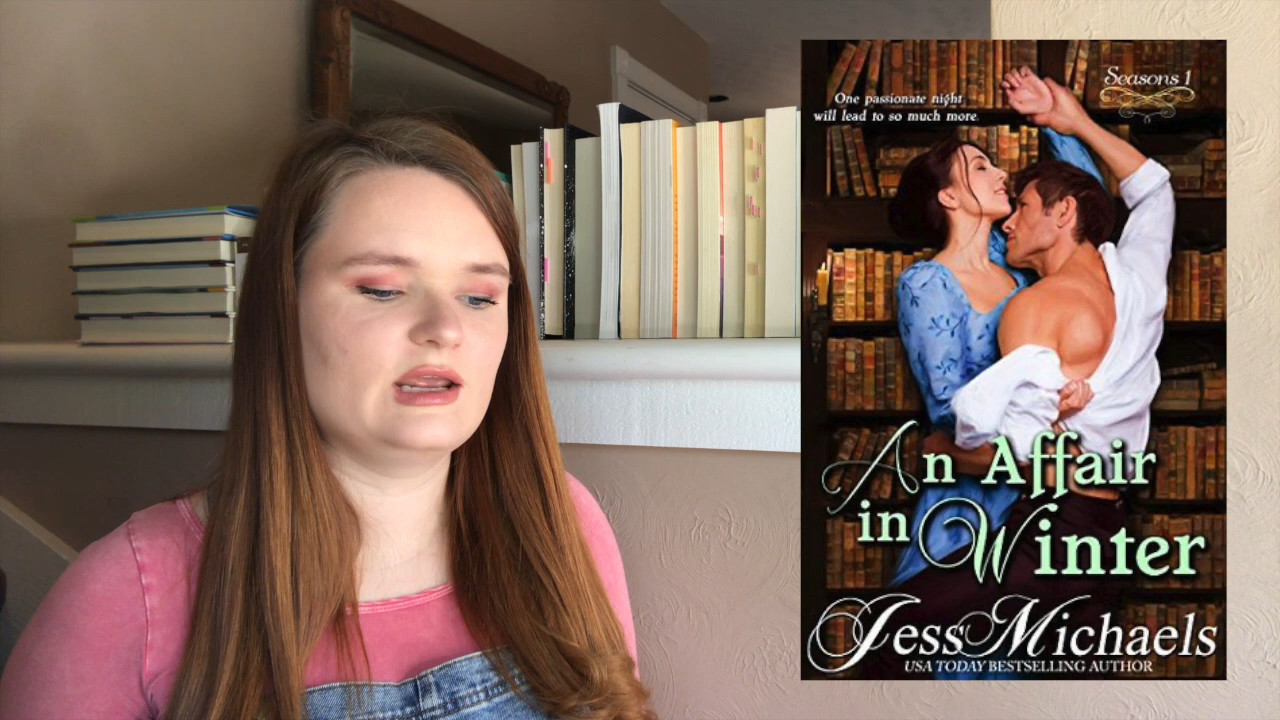 Seasons 1
One passionate night
will lead to so much more.
An Affair
in Winter
Jess Michaels
USA TODAY BESTSELLING AUTHOR